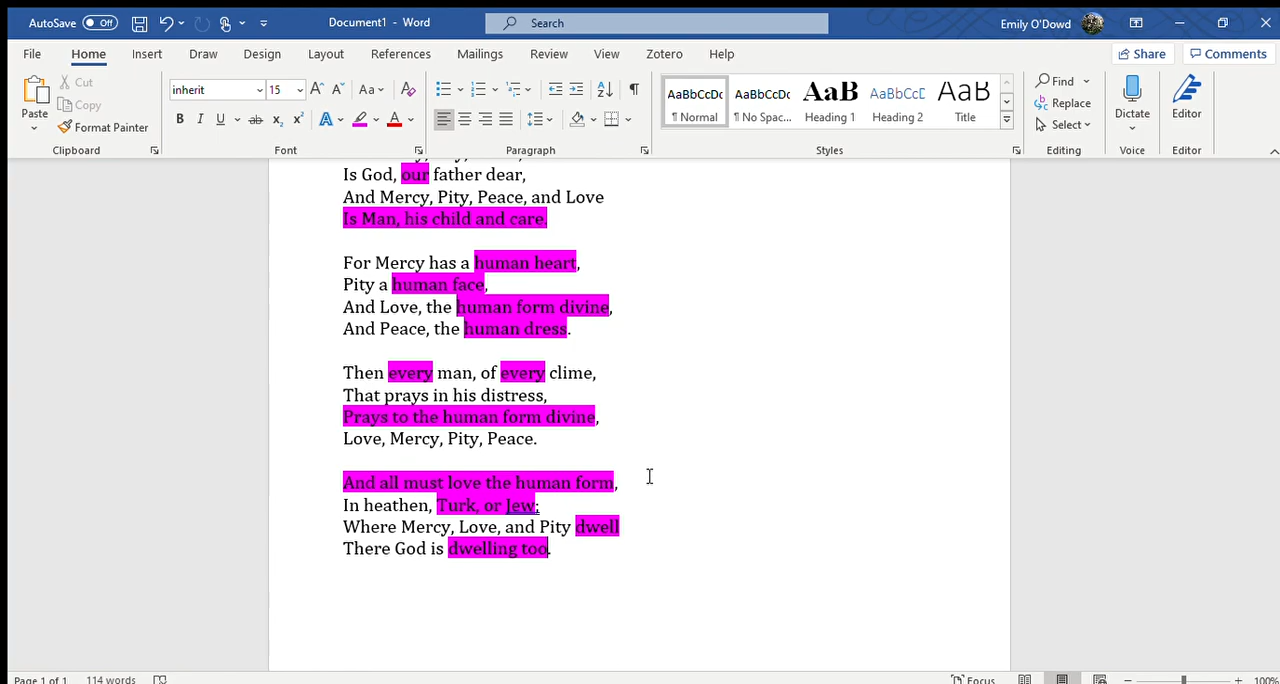 AutoSave Off Document1 - Word Search Emily O'Dowd
File Home Insert Draw Design Layout References Mailings Review View Zotero Help Share Comments
Paste
Cut
Copy
Format Painter
Clipboard
inherit 15
Font
Paragraph
AaBbCcDc AaBbCcDc AaBbC AaBbCcC AaB
¶ Normal ¶ No Spac... Heading 1 Heading 2 Title
Styles
Find
Replace
Select
Editing
Dictate
Voice
Editor
Editor
Is God, our father dear,
And Mercy, Pity, Peace, and Love
Is Man, his child and care.
For Mercy has a human heart,
Pity a human face,
And Love, the human form divine,
And Peace, the human dress.
Then every man, of every clime,
That prays in his distress,
Prays to the human form divine,
Love, Mercy, Pity, Peace.
And all must love the human form,
In heathen, Turk, or Jew;
Where Mercy, Love, and Pity dwell
There God is dwelling too.
Page 1 of 1 114 words Focus 100%